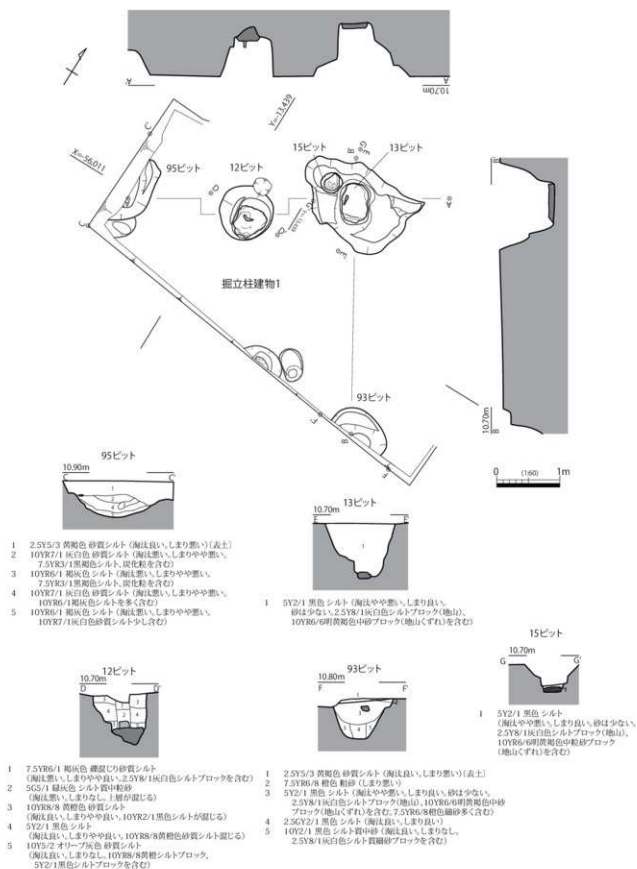 A'
A
10.70m
Y=-13,439
X=-56,011
C
C'
95ピット
12ピット
15ピット
13ピット
D
D'
G
E
G'
E'
A
掘立柱建物1
93ピット
F'
B
F
B'
B
10.70m
0 (1:60) 1m
95ピット
10.90m
C C'
1
1 2.5Y5/3 黄褐色 砂質シルト (淘汰良い。しまり悪い) [表土]
2 10YR7/1 灰白色 砂質シルト (淘汰悪い。しまりやや悪い。
7.5YR3/1黒褐色シルト、炭化粒を含む)
3 10YR6/1 褐灰色 シルト (淘汰悪い。しまりやや悪い。
7.5YR3/1黒褐色シルト、炭化粒を含む)
4 10YR7/1 灰白色 砂質シルト (淘汰悪い。しまりやや悪い。
10YR6/1褐灰色シルトを多く含む)
5 10YR6/1 褐灰色 シルト (淘汰悪い。しまりやや悪い。
10YR7/1灰白色砂質シルト少し含む)
13ピット
10.70m
E E'
1
1 5Y2/1 黒色 シルト (淘汰やや悪い。しまり良い。
砂は少ない。2.5Y8/1灰白色シルトブロック(地山)、
10YR6/6明黄褐色中砂ブロック(地山くずれ)を含む)
15ピット
10.70m
G G'
1 5Y2/1 黒色 シルト
(淘汰やや悪い。しまり良い。砂は少ない。
2.5Y8/1灰白色シルトブロック(地山)、
10YR6/6明黄褐色中粒砂ブロック
(地山くずれ)を含む)
12ピット
10.70m
D D'
1 7.5YR6/1 褐灰色 礫混じり砂質シルト
(淘汰悪い。しまりやや良い。2.5Y8/1灰白色シルトブロックを含む)
2 5G5/1 緑灰色 シルト質中粒砂
(淘汰悪い。しまりなし。上層が混じる)
3 10YR8/8 黄橙色 砂質シルト
(淘汰良い。しまりやや良い。10YR2/1黒色シルトが混じる)
4 5Y2/1 黒色 シルト
(淘汰良い。しまりやや良い。10YR8/8黄橙色砂質シルト混じる)
5 10Y5/2 オリーブ灰色 砂質シルト
(淘汰良い。しまりなし。10YR8/8黄橙シルトブロック、
5Y2/1黒色シルトブロックを含む)
93ピット
10.80m
F F'
1 2.5Y5/3 黄褐色 砂質シルト (淘汰良い。しまり悪い) [表土]
2 7.5YR6/8 橙色 粗砂 (しまり悪い)
3 5Y2/1 黒色 シルト (淘汰やや悪い。しまり良い。砂は少ない。
2.5Y8/1灰白色シルトブロック(地山)、10YR6/6明黄褐色中砂
ブロック(地山くずれ)を含む、7.5YR6/8橙色細砂多く含む)
4 2.5GY2/1 黒色 シルト (淘汰良い。しまり良い)
5 10Y2/1 黒色 シルト質中砂 (淘汰良い。しまりなし。
2.5Y8/1灰白色シルト質細砂ブロックを含む)